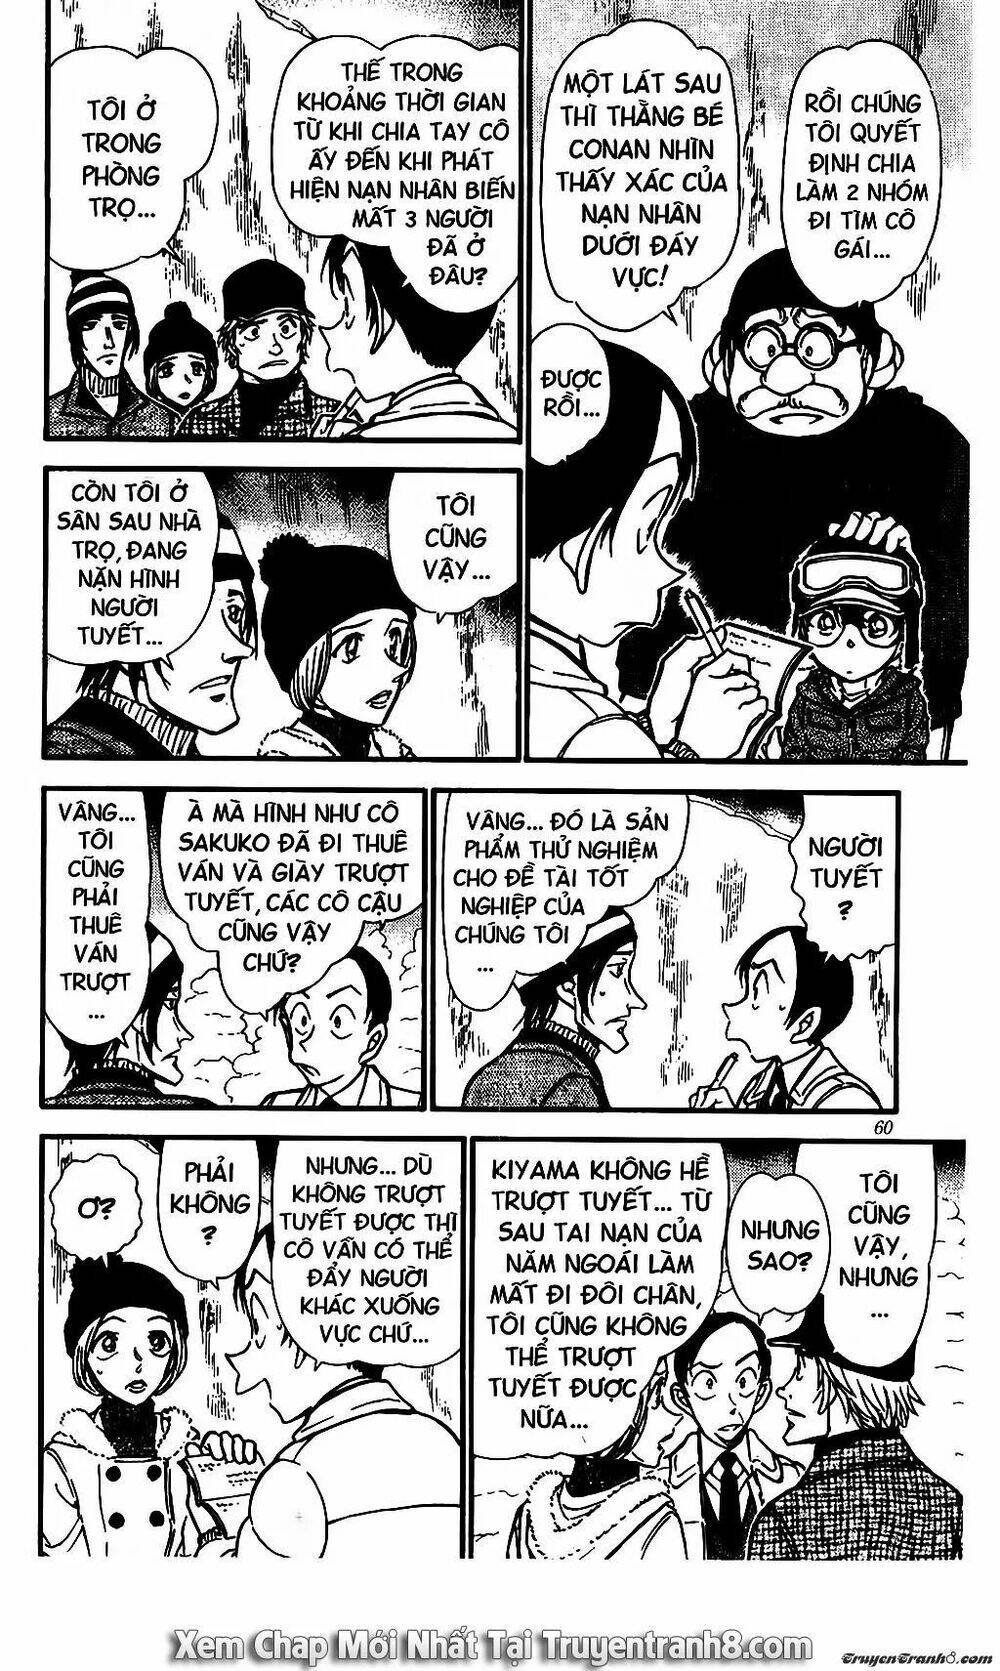 RỒI CHÚNG
TÔI QUYẾT
ĐỊNH CHIA
LÀM 2 NHÓM
ĐI TÌM CÔ
GÁI...
MỘT LÁT SAU
THÌ THẰNG BÉ
CONAN NHÌN
THẤY XÁC CỦA
NẠN NHÂN
DƯỚI ĐÁY
VỰC!
ĐƯỢC
RỒI...
THẾ TRONG
KHOẢNG THỜI GIAN
TỪ KHI CHIA TAY CÔ
ẤY ĐẾN KHI PHÁT
HIỆN NẠN NHÂN BIẾN
MẤT 3 NGƯỜI
ĐÃ Ở
ĐÂU?
TÔI Ở
TRONG
PHÒNG
TRỌ...
TÔI
CŨNG
VẬY...
CÒN TÔI Ở
SÂN SAU NHÀ
TRỌ, ĐANG
NẶN HÌNH
NGƯỜI
TUYẾT...
NGƯỜI
TUYẾT
?
VÂNG... ĐÓ LÀ SẢN
PHẨM THỬ NGHIỆM
CHO ĐỀ TÀI TỐT
NGHIỆP CỦA
CHÚNG TÔI
...
À MÀ HÌNH NHƯ CÔ
SAKUKO ĐÃ ĐI THUÊ
VÁN VÀ GIÀY TRƯỢT
TUYẾT, CÁC CÔ CẬU
CŨNG VẬY
CHỨ?
VÂNG...
TÔI
CŨNG
PHẢI
THUÊ
VÁN
TRƯỢT
...
60
TÔI
CŨNG
VẬY,
NHƯNG
...
NHƯNG
SAO?
KIYAMA KHÔNG HỀ
TRƯỢT TUYẾT... TỪ
SAU TAI NẠN CỦA
NĂM NGOÁI LÀM
MẤT ĐI ĐÔI CHÂN,
TÔI CŨNG KHÔNG
THỂ TRƯỢT
TUYẾT ĐƯỢC
NỮA...
NHƯNG... DÙ
KHÔNG TRƯỢT
TUYẾT ĐƯỢC THÌ
CÔ VẪN CÓ THỂ
ĐẨY NGƯỜI
KHÁC XUỐNG
VỰC CHỨ...
PHẢI
KHÔNG
?
Ơ?
Xem Chap Mới Nhất Tại Truyentranh8.com
TruyenTranh8.com